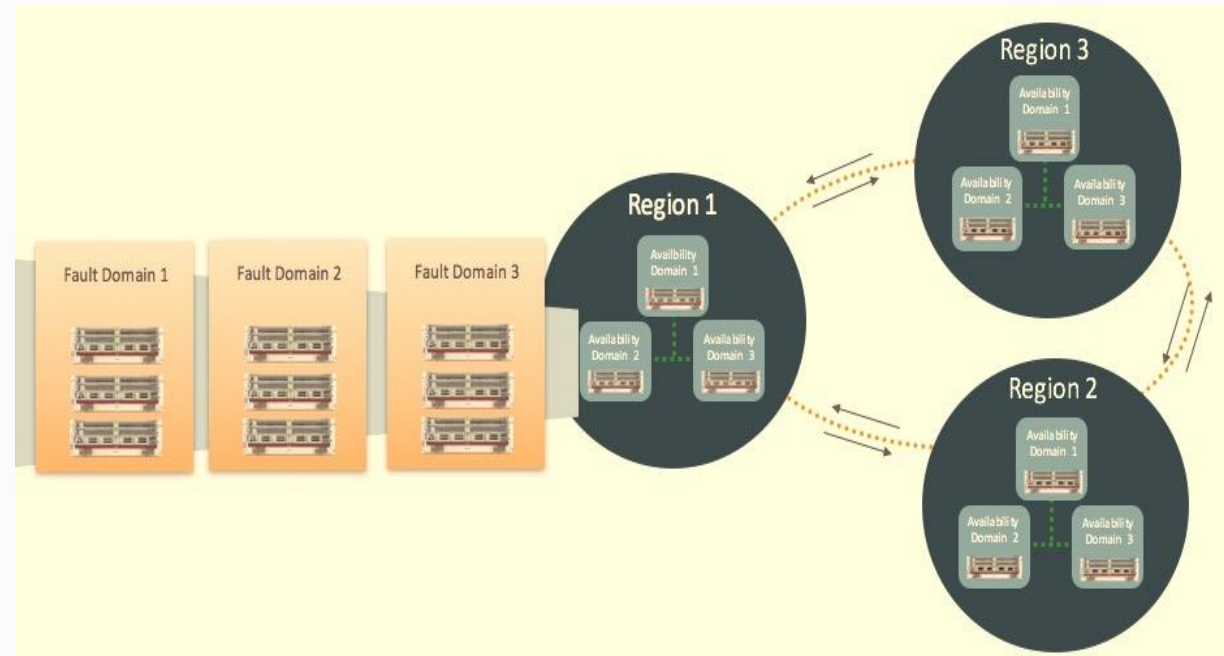 Fault Domain 1
Fault Domain 2
Fault Domain 3
Region 1
Availbility
Domain 1
Availability
Domain 2
Availability
Domain 3
Region 3
Availability
Domain 1
Availability
Domain 2
Availability
Domain 3
Region 2
Availability
Domain 1
Availability
Domain 2
Availability
Domain 3